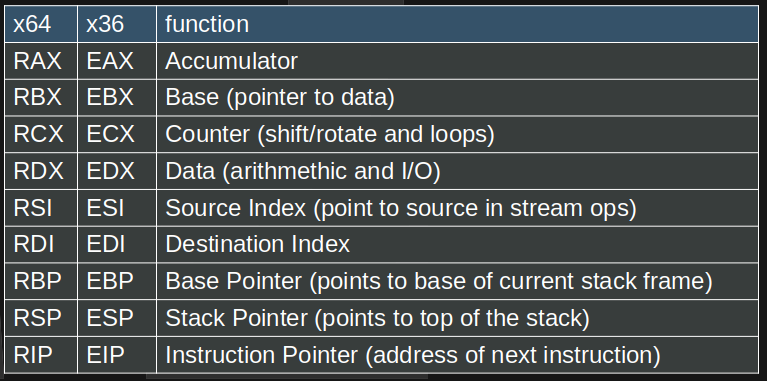 x64 x36 function
RAX EAX Accumulator
RBX EBX Base (pointer to data)
RCX ECX Counter (shift/rotate and loops)
RDX EDX Data (arithmethic and I/O)
RSI ESI Source Index (point to source in stream ops)
RDI EDI Destination Index
RBP EBP Base Pointer (points to base of current stack frame)
RSP ESP Stack Pointer (points to top of the stack)
RIP EIP Instruction Pointer (address of next instruction)